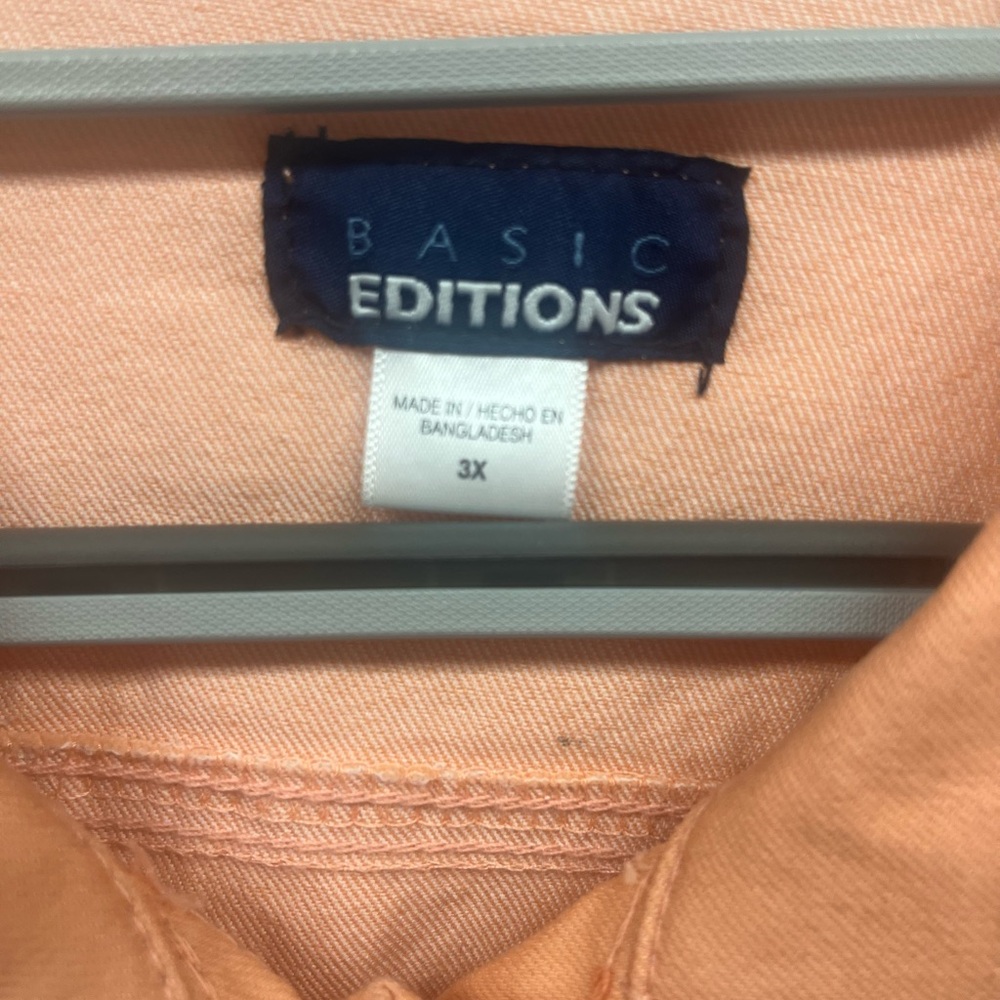 BASIC
EDITIONS
MADE IN / HECHO EN
BANGLADESH
3X